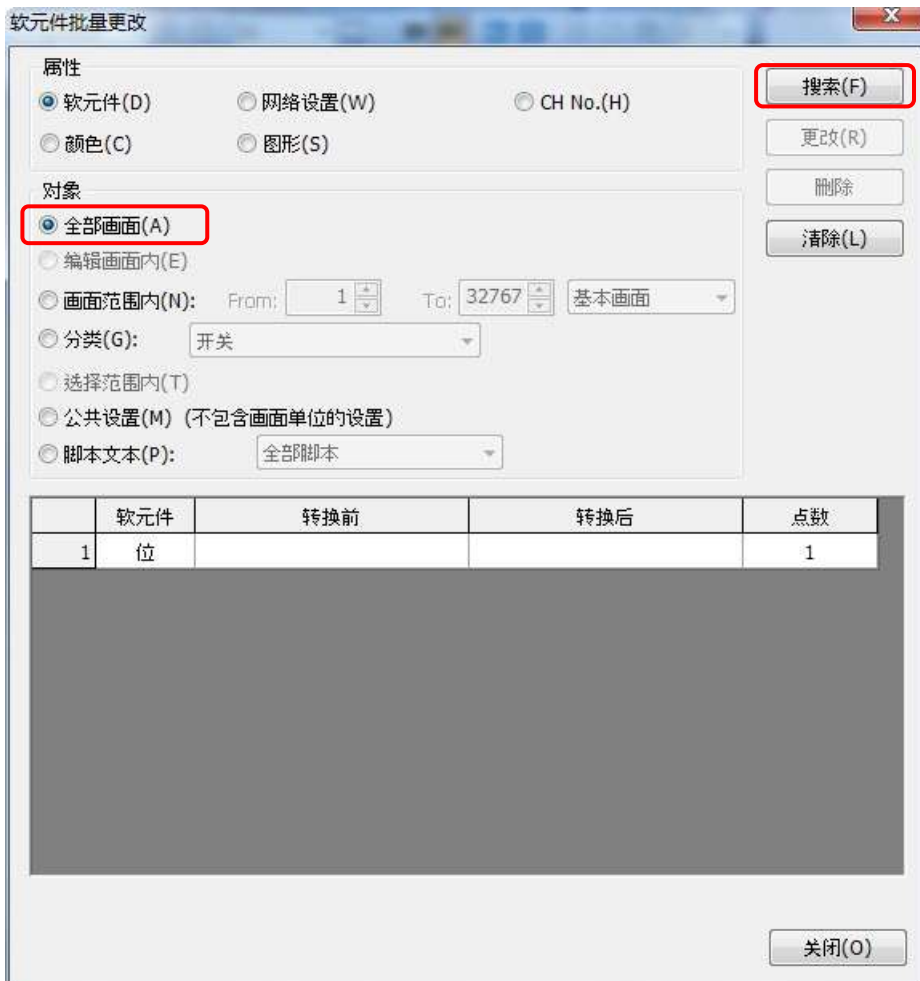 软元件批量更改
属性
软元件(D) 网络设置(W) CH No.(H)
颜色(C) 图形(S)
搜索(F)
更改(R)
删除
清除(L)
对象
全部画面(A)
编辑画面内(E)
画面范围内(N): From: 1 To: 32767 基本画面
分类(G): 开关
选择范围内(T)
公共设置(M) (不包含画面单位的设置)
脚本文本(P): 全部脚本
软元件 转换前 转换后 点数
1 位 1
关闭(O)